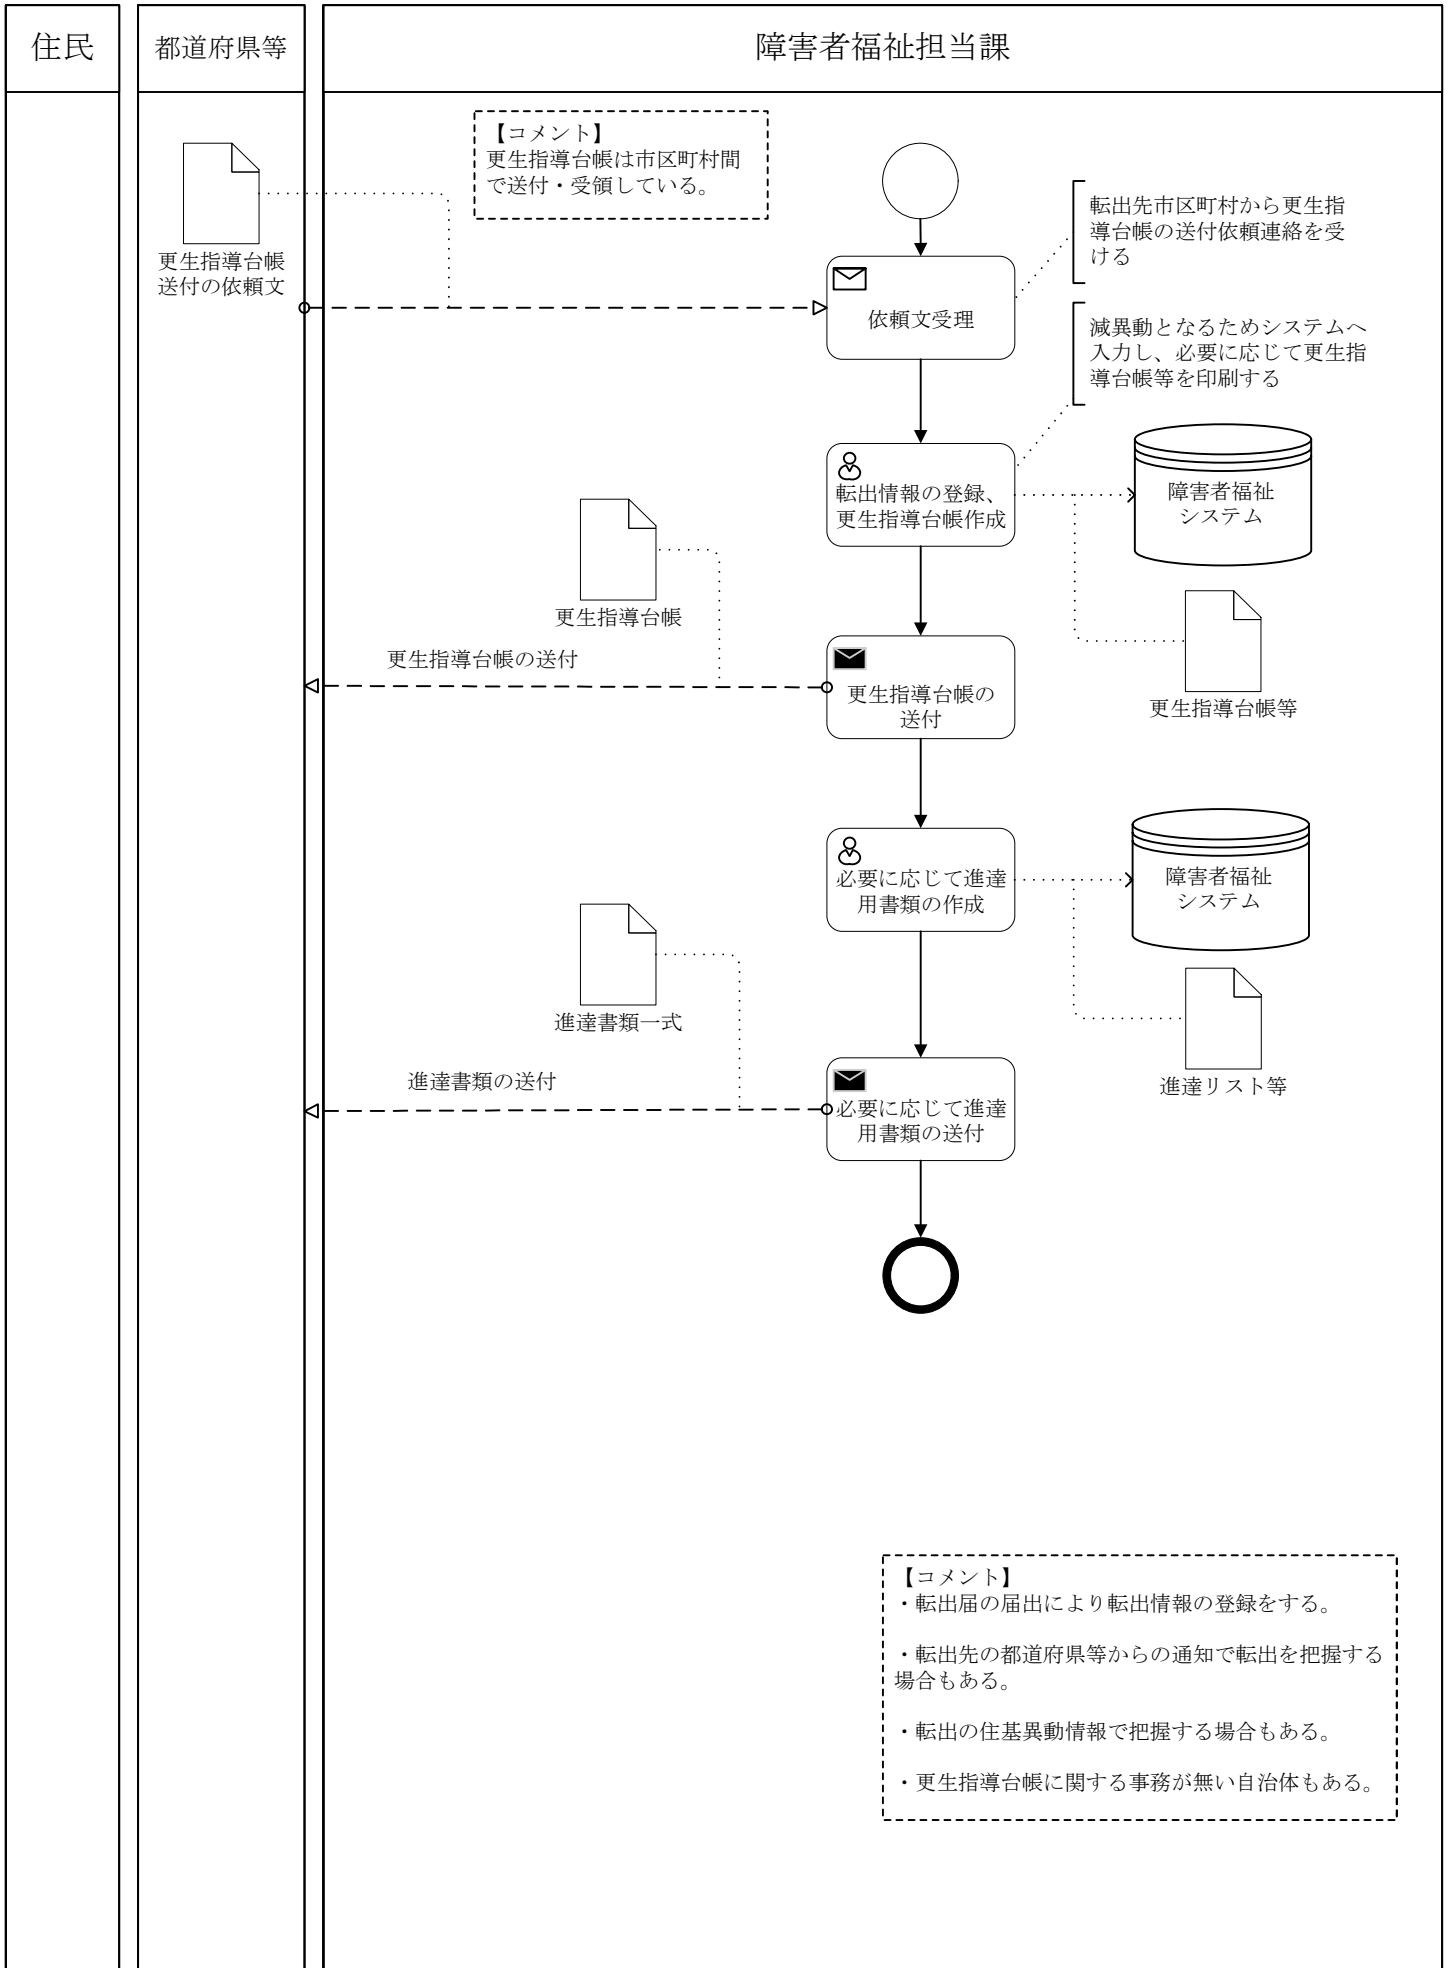 住民
都道府県等
障害者福祉担当課
【コメント】
更生指導台帳は市区町村間
で送付・受領している。
更生指導台帳
送付の依頼文
転出先市区町村から更生指
導台帳の送付依頼連絡を受
ける
依頼文受理
減異動となるためシステムへ
入力し、必要に応じて更生指
導台帳等を印刷する
転出情報の登録、
更生指導台帳作成
障害者福祉
システム
更生指導台帳
更生指導台帳の送付
更生指導台帳の
送付
更生指導台帳等
必要に応じて進達
用書類の作成
障害者福祉
システム
進達書類一式
進達書類の送付
必要に応じて進達
用書類の送付
進達リスト等
【コメント】
・転出届の届出により転出情報の登録をする。
・転出先の都道府県等からの通知で転出を把握する
場合もある。
・転出の住基異動情報で把握する場合もある。
・更生指導台帳に関する事務が無い自治体もある。